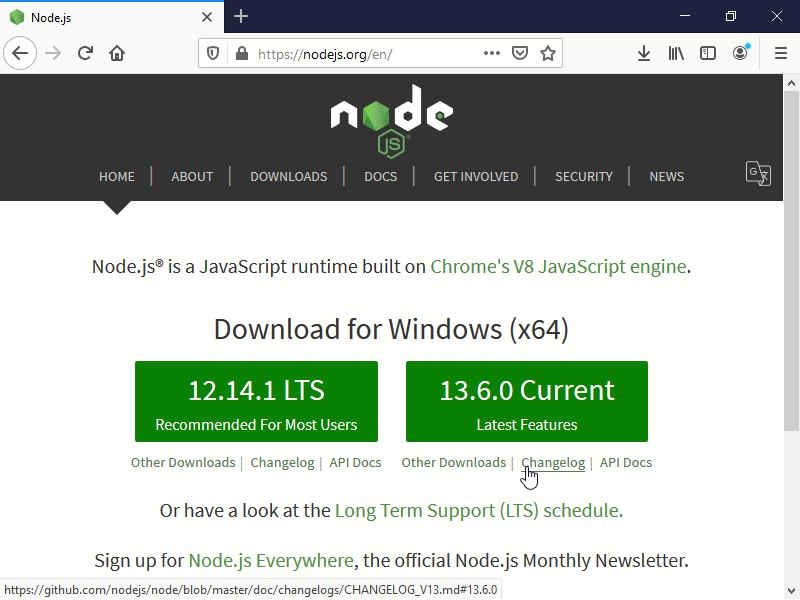 Node.js
https://nodejs.org/en/
node
JS
HOME | ABOUT | DOWNLOADS | DOCS | GET INVOLVED | SECURITY | NEWS
Node.js® is a JavaScript runtime built on Chrome's V8 JavaScript engine.
Download for Windows (x64)
12.14.1 LTS
Recommended For Most Users
13.6.0 Current
Latest Features
Other Downloads | Changelog | API Docs
Other Downloads | Changelog | API Docs
Or have a look at the Long Term Support (LTS) schedule.
Sign up for Node.js Everywhere, the official Node.js Monthly Newsletter.
https://github.com/nodejs/node/blob/master/doc/changelogs/CHANGELOG_V13.md#13.6.0